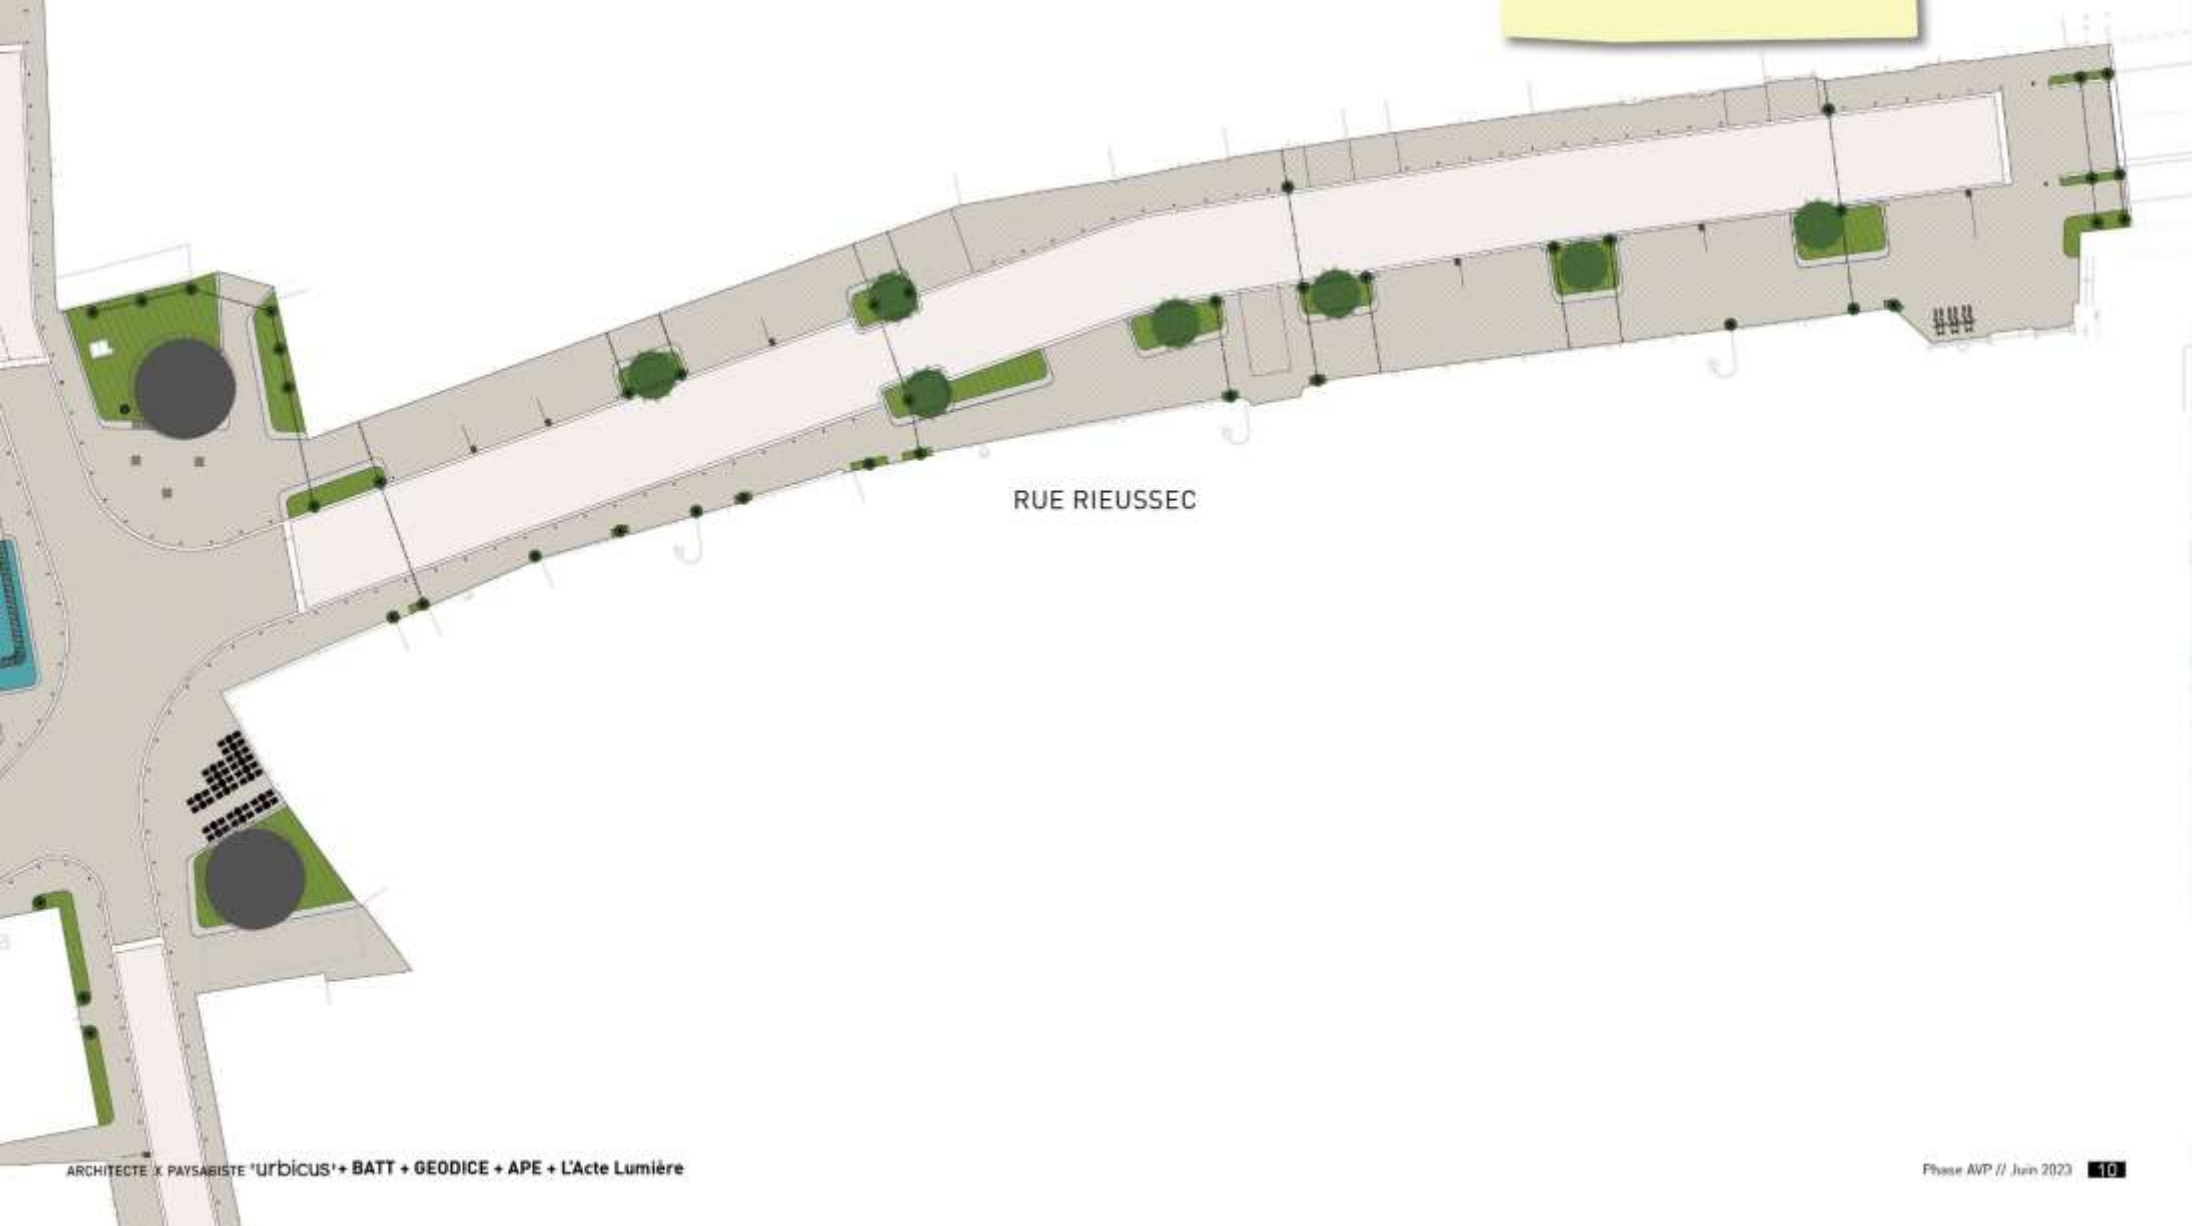 RUE RIEUSSEC
ARCHITECTE X PAYSAGISTE 'urbicus' + BATT + GEODICE + APE + L'Acte Lumière
Phase AVP // Juin 2023 10